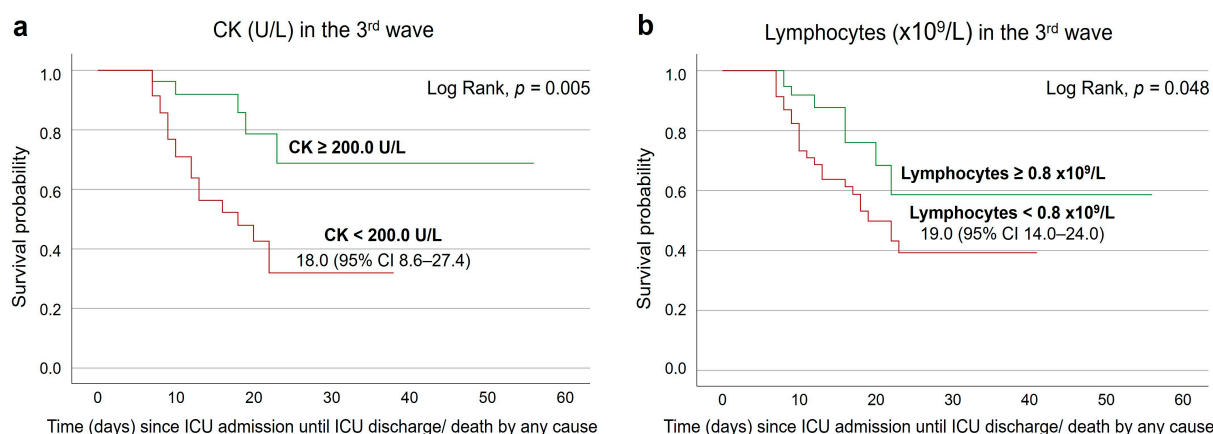 a
CK (U/L) in the 3rd wave
Log Rank, p = 0.005
1.0
0.8
0.6
0.4
0.2
0.0
Survival probability
CK ≥ 200.0 U/L
CK < 200.0 U/L
18.0 (95% CI 8.6–27.4)
0 10 20 30 40 50 60
Time (days) since ICU admission until ICU discharge/ death by any cause
b
Lymphocytes (x10⁹/L) in the 3rd wave
Log Rank, p = 0.048
1.0
0.8
0.6
0.4
0.2
0.0
Survival probability
Lymphocytes ≥ 0.8 x10⁹/L
Lymphocytes < 0.8 x10⁹/L
19.0 (95% CI 14.0–24.0)
0 10 20 30 40 50 60
Time (days) since ICU admission until ICU discharge/ death by any cause